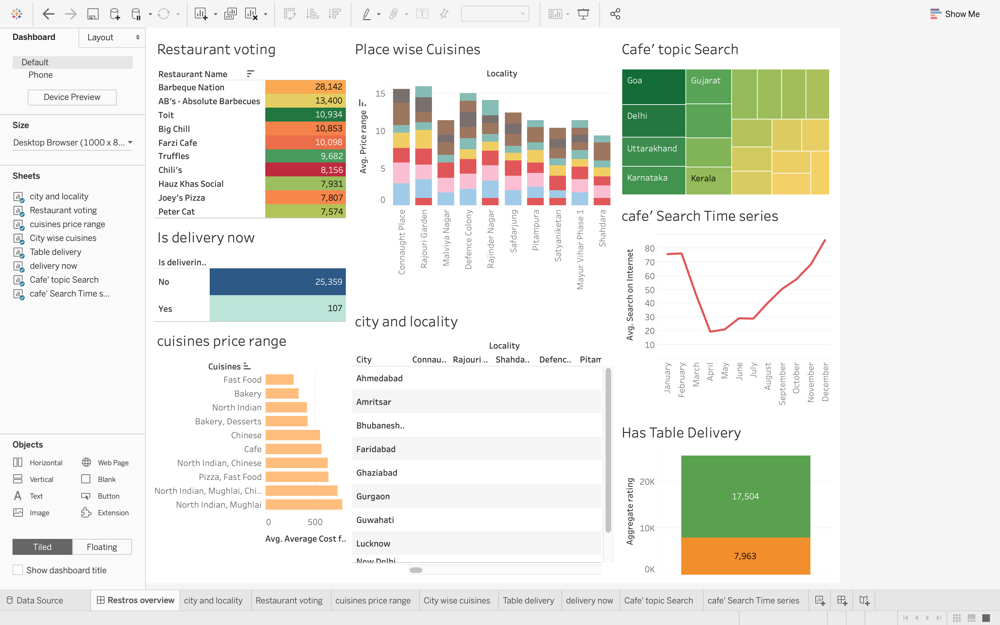 Show Me
Dashboard
Layout
Default
Phone
Device Preview
Size
Desktop Browser (1000 x 8...
Sheets
city and locality
Restaurant voting
cuisines price range
City wise cuisines
Table delivery
delivery now
Cafe' topic Search
cafe' Search Time s...
Objects
Horizontal
Web Page
Vertical
Blank
Text
Button
Image
Extension
Tiled
Floating
Show dashboard title
Restaurant voting
Restaurant Name
Barbeque Nation 28,142
AB's - Absolute Barbecues 13,400
Toit 10,934
Big Chill 10,853
Farzi Cafe 10,098
Truffles 9,682
Chili's 8,156
Hauz Khas Social 7,931
Joey's Pizza 7,807
Peter Cat 7,574
Is delivery now
Is deliverin..
No 25,359
Yes 107
cuisines price range
Cuisines
Fast Food
Bakery
North Indian
Bakery, Desserts
Chinese
Cafe
North Indian, Chinese
Pizza, Fast Food
North Indian, Mughlai, Chi..
North Indian, Mughlai
0 500
Avg. Average Cost f..
Place wise Cuisines
Locality
Avg. Price range
15
10
5
0
Connaught Place
Rajouri Garden
Malviya Nagar
Defence Colony
Rajinder Nagar
Safdarjung
Pitampura
Satyaniketan
Mayur Vihar Phase 1
Shahdara
city and locality
Locality
City Connau.. Rajouri .. Shahda.. Defenc.. Pitam
Ahmedabad
Amritsar
Bhubanesh..
Faridabad
Ghaziabad
Gurgaon
Guwahati
Lucknow
New Delhi
Cafe' topic Search
Goa
Gujarat
Delhi
Uttarakhand
Karnataka
Kerala
cafe' Search Time series
Avg. Search on Internet
80
70
60
50
40
30
20
10
January
February
March
April
May
June
July
August
September
October
November
December
Has Table Delivery
Aggregate rating
20K
10K
0K
17,504
7,963
Data Source
Restros overview
city and locality
Restaurant voting
cuisines price range
City wise cuisines
Table delivery
delivery now
Cafe' topic Search
cafe' Search Time series